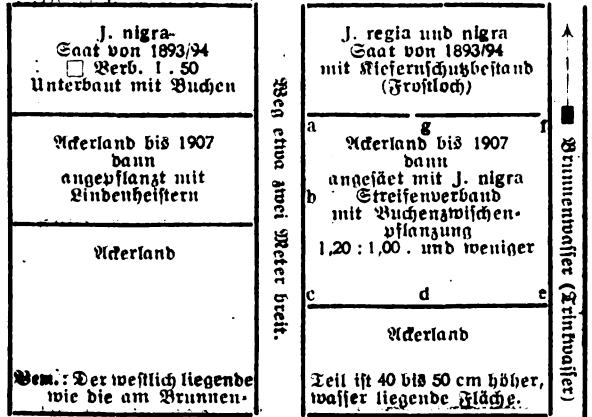 J. nigra-
Saat von 1893/94
□ Verb. 1 . 50
Unterbaut mit Buchen
Ackerland bis 1907
dann
angepflanzt mit
Lindenheistern
Ackerland
Weg etwa zwei Meter breit.
J. regia und nigra
Saat von 1893/94
mit Kiefernschutzbestand
(Frostloch)
a g f
Ackerland bis 1907
dann
angesäet mit J. nigra
b Streifenverband
mit Buchenzwischen-
pflanzung
1,20 : 1,00 . und weniger
c d e
Ackerland
Brunnenwasser (Trinkwasser)
Bem.: Der westlich liegende Teil ist 40 bis 50 cm höher,
wie die am Brunnen- wasser liegende Fläche.